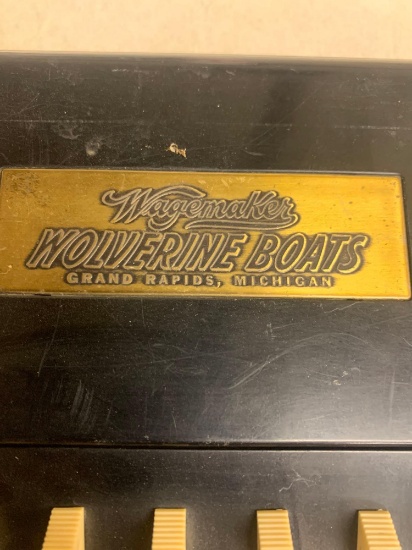 Wagemaker
WOLVERINE BOATS
GRAND RAPIDS, MICHIGAN